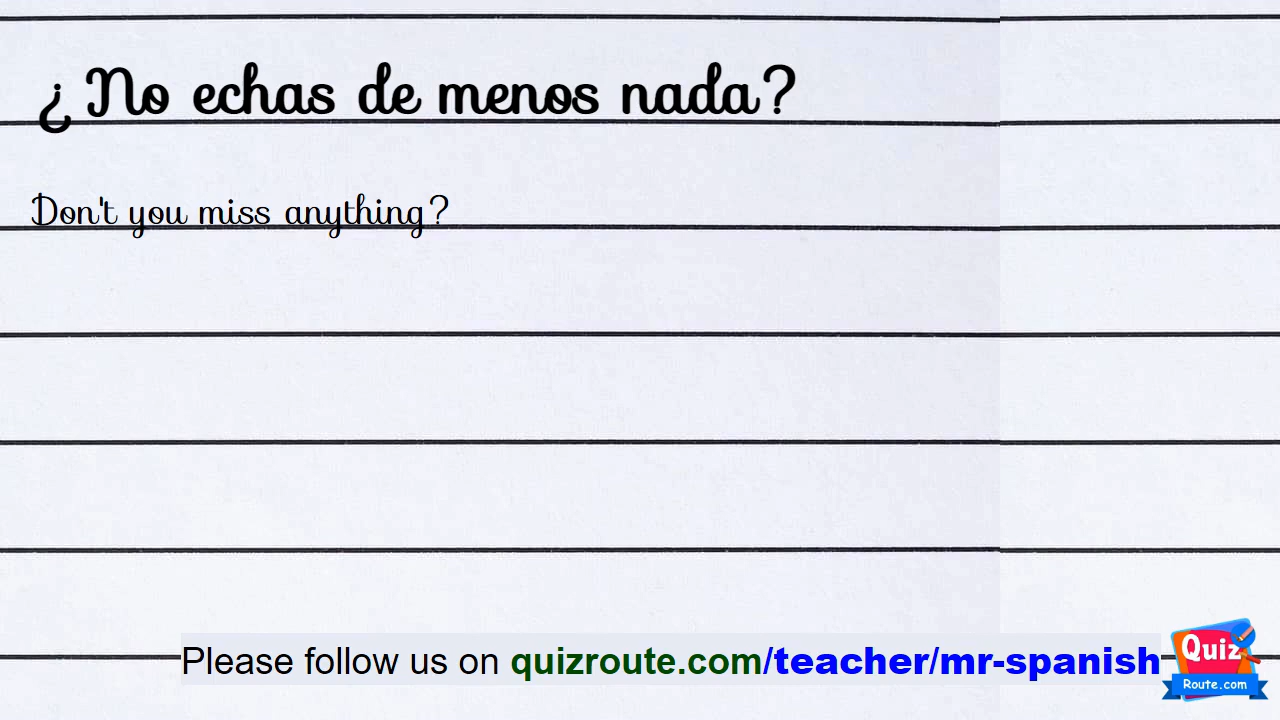 ¿No echas de menos nada?
Don't you miss anything?
Please follow us on quizroute.com/teacher/mr-spanish
Quiz
Route.com